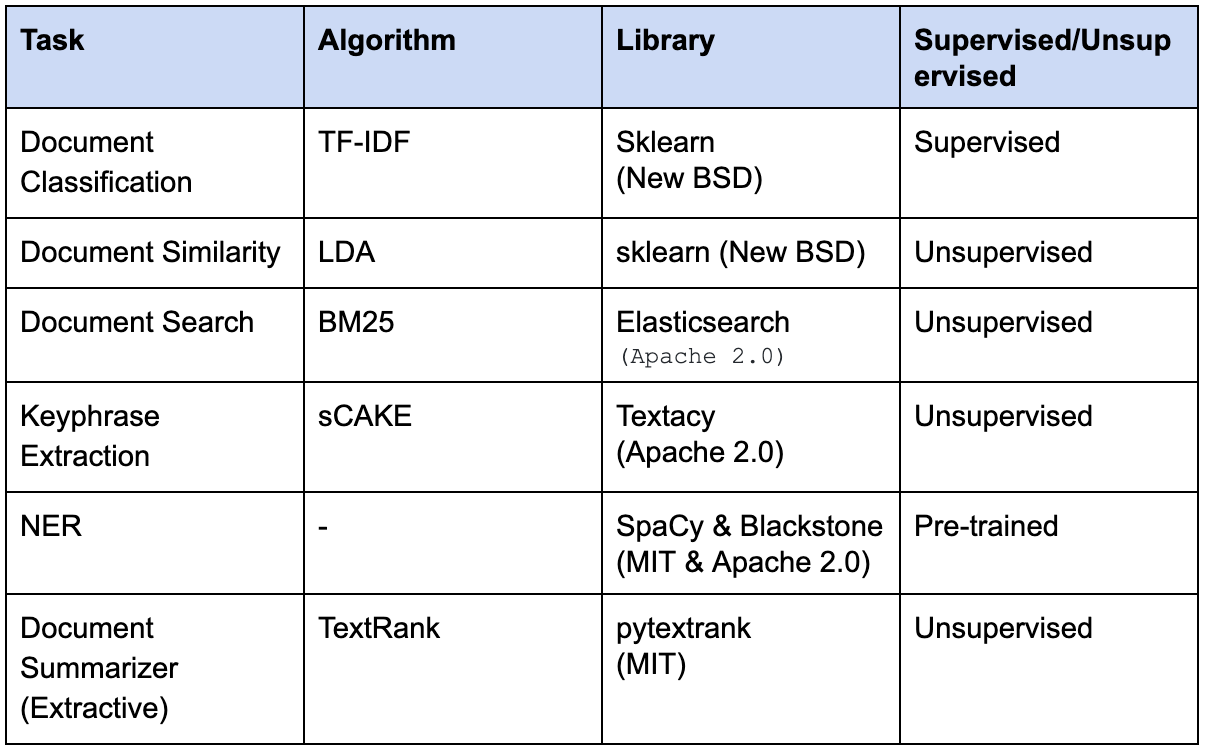 Task
Algorithm
Library
Supervised/Unsup
ervised
Document
Classification
TF-IDF
Sklearn
(New BSD)
Supervised
Document Similarity
LDA
sklearn (New BSD)
Unsupervised
Document Search
BM25
Elasticsearch
(Apache 2.0)
Unsupervised
Keyphrase
Extraction
sCAKE
Textacy
(Apache 2.0)
Unsupervised
NER
-
SpaCy & Blackstone
(MIT & Apache 2.0)
Pre-trained
Document
Summarizer
(Extractive)
TextRank
pytextrank
(MIT)
Unsupervised